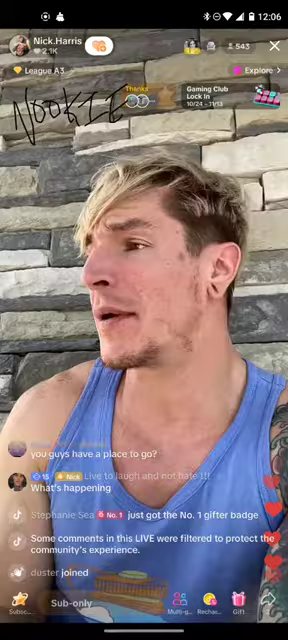 12:06
Nick.Harris
2.1K
543
League A3
Explore >
Thanks
Gaming Club
Lock In
10/24 - 11/13
NOOKIE
you guys have a place to go?
15 Nick Live to laugh and not hate !!!
What's happening
Stephanie Sea No. 1 just got the No. 1 gifter badge
Some comments in this LIVE were filtered to protect the
community's experience.
duster joined
Subsc...
Sub-only
Multi-g...
Rechar...
Gift